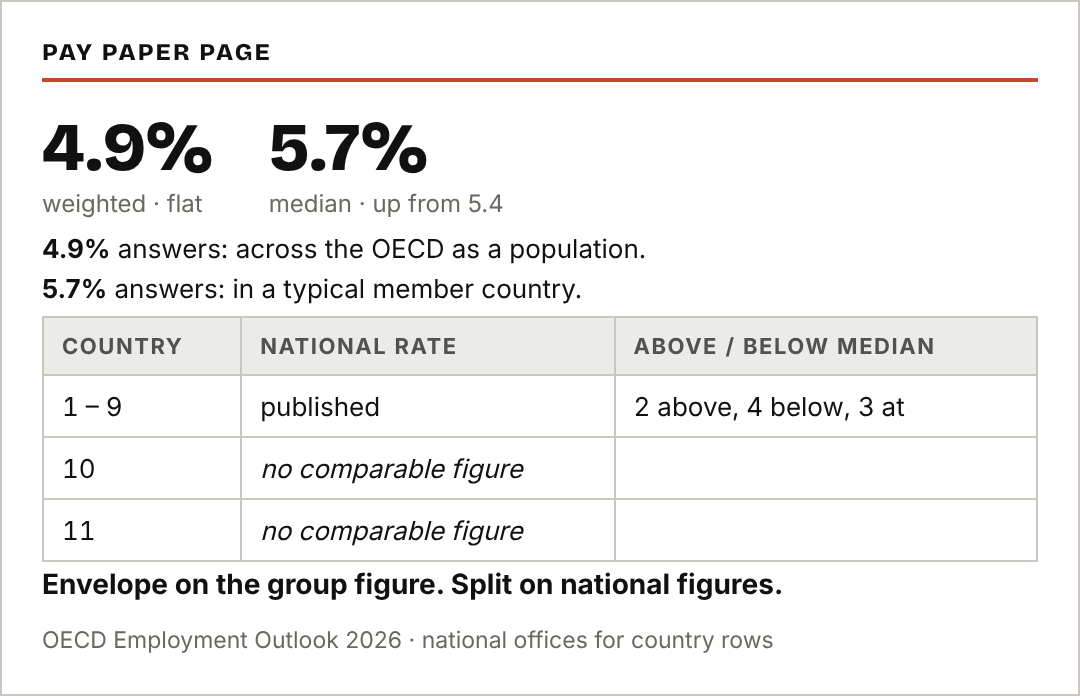 PAY PAPER PAGE
4.9% 5.7%
weighted · flat median · up from 5.4
4.9% answers: across the OECD as a population.
5.7% answers: in a typical member country.
COUNTRY NATIONAL RATE ABOVE / BELOW MEDIAN
1 – 9 published 2 above, 4 below, 3 at
10 no comparable figure
11 no comparable figure
Envelope on the group figure. Split on national figures.
OECD Employment Outlook 2026 · national offices for country rows